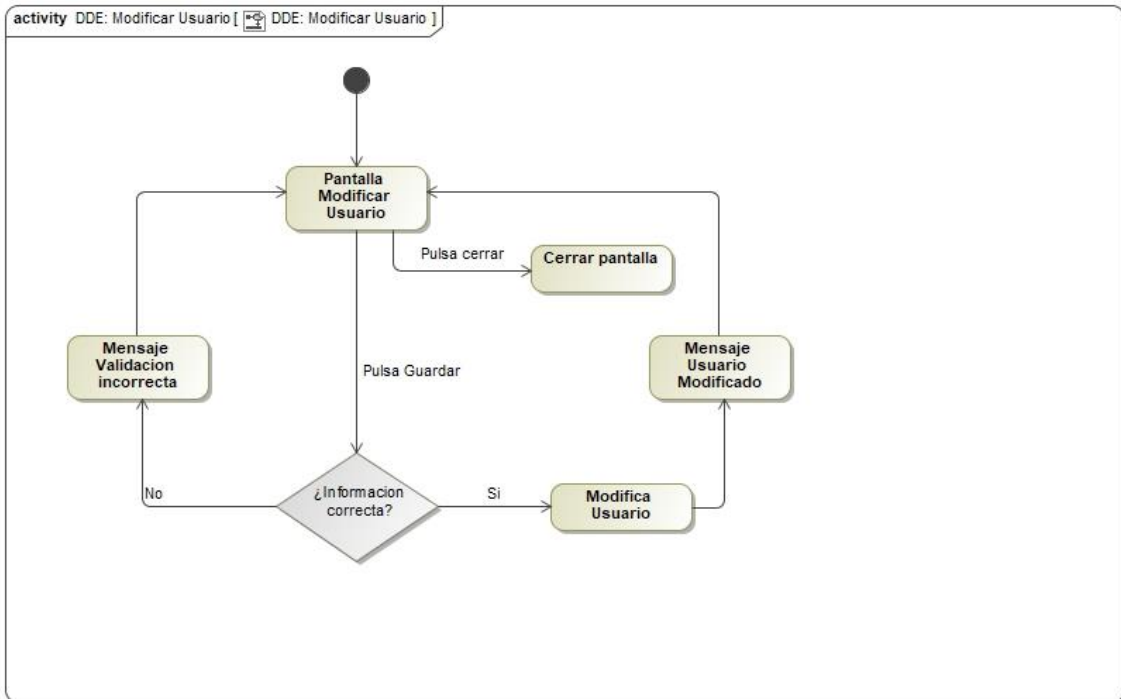 activity DDE: Modificar Usuario [ DDE: Modificar Usuario ]
Pantalla
Modificar
Usuario
Pulsa cerrar
Cerrar pantalla
Mensaje
Validacion
incorrecta
Pulsa Guardar
Mensaje
Usuario
Modificado
No
¿Informacion
correcta?
Si
Modifica
Usuario